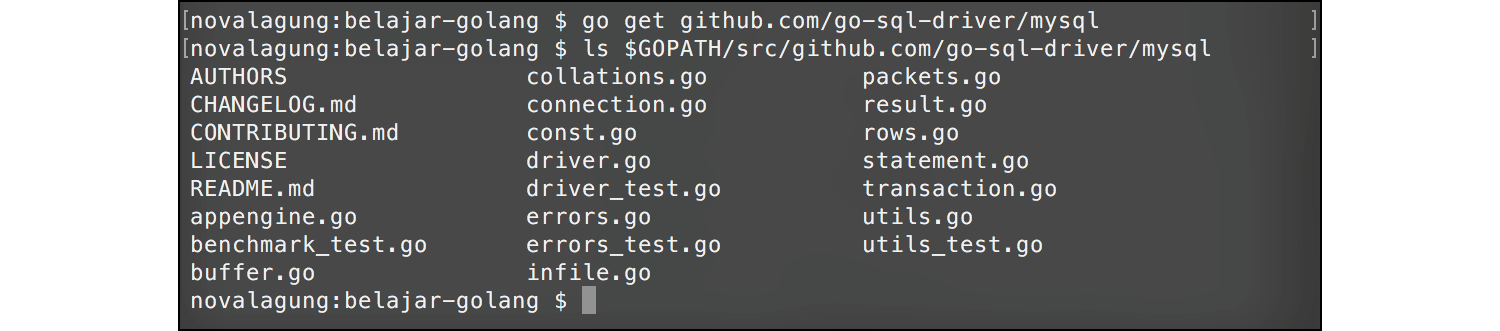 [novalagung:belajar-golang $ go get github.com/go-sql-driver/mysql ]
[novalagung:belajar-golang $ ls $GOPATH/src/github.com/go-sql-driver/mysql ]
AUTHORS collations.go packets.go
CHANGELOG.md connection.go result.go
CONTRIBUTING.md const.go rows.go
LICENSE driver.go statement.go
README.md driver_test.go transaction.go
appengine.go errors.go utils.go
benchmark_test.go errors_test.go utils_test.go
buffer.go infile.go
novalagung:belajar-golang $